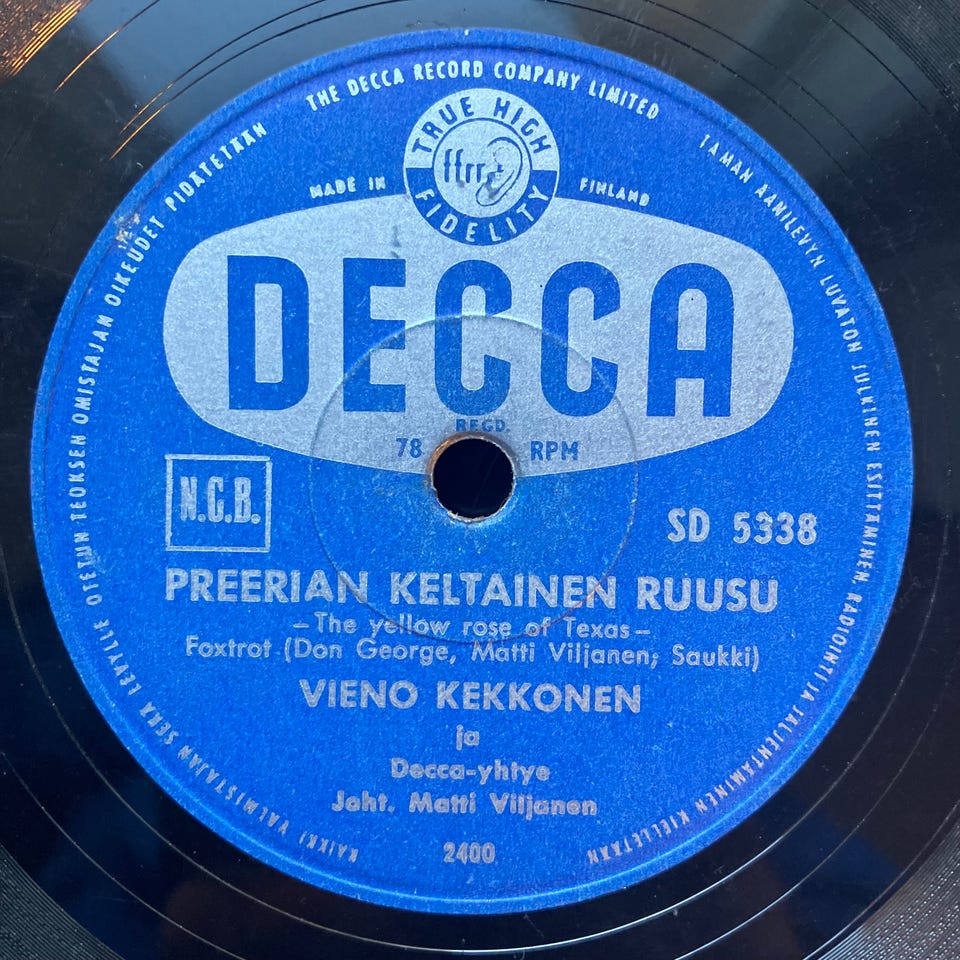 THE DECCA RECORD COMPANY LIMITED
TÄMÄN ÄÄNILEVYN LUVATON JULKINEN ESITTÄMINEN RADIOINTI JA JÄLJENTÄMINEN KIELLETÄÄN
KAIKKI VALMISTAJAN SEKÄ LEVYLLE OTETUN TEOKSEN OMISTAJAN OIKEUDET PIDÄTETÄÄN
TRUE HIGH
ffrr
FIDELITY
MADE IN FINLAND
DECCA
REGD.
78 RPM
N.C.B.
SD 5338
PREERIAN KELTAINEN RUUSU
–The yellow rose of Texas–
Foxtrot (Don George, Matti Viljanen; Saukki)
VIENO KEKKONEN
ja
Decca-yhtye
Joht. Matti Viljanen
2400